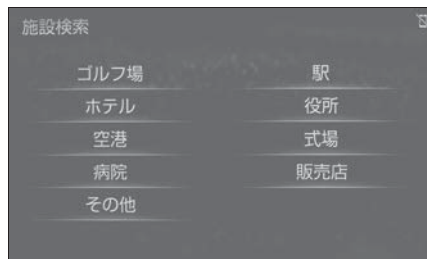 施設検索
ゴルフ場 駅
ホテル 役所
空港 式場
病院 販売店
その他